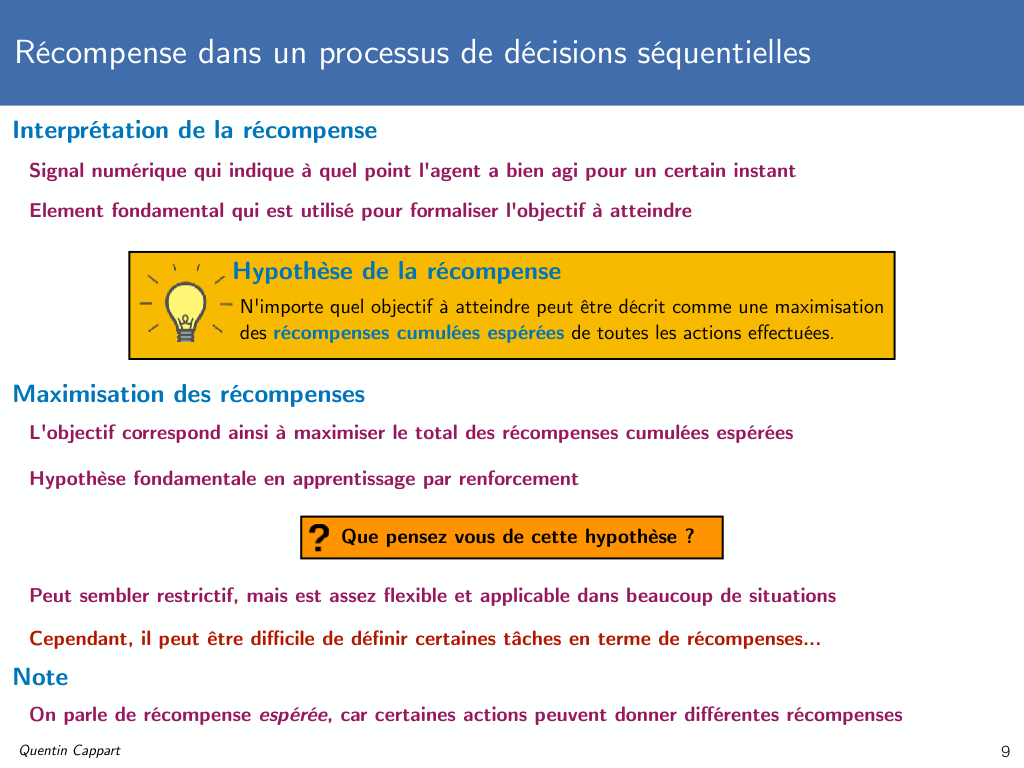 Récompense dans un processus de décisions séquentielles
Interprétation de la récompense
Signal numérique qui indique à quel point l'agent a bien agi pour un certain instant
Element fondamental qui est utilisé pour formaliser l'objectif à atteindre
Hypothèse de la récompense
N'importe quel objectif à atteindre peut être décrit comme une maximisation
des récompenses cumulées espérées de toutes les actions effectuées.
Maximisation des récompenses
L'objectif correspond ainsi à maximiser le total des récompenses cumulées espérées
Hypothèse fondamentale en apprentissage par renforcement
? Que pensez vous de cette hypothèse ?
Peut sembler restrictif, mais est assez flexible et applicable dans beaucoup de situations
Cependant, il peut être difficile de définir certaines tâches en terme de récompenses...
Note
On parle de récompense espérée, car certaines actions peuvent donner différentes récompenses
Quentin Cappart
9